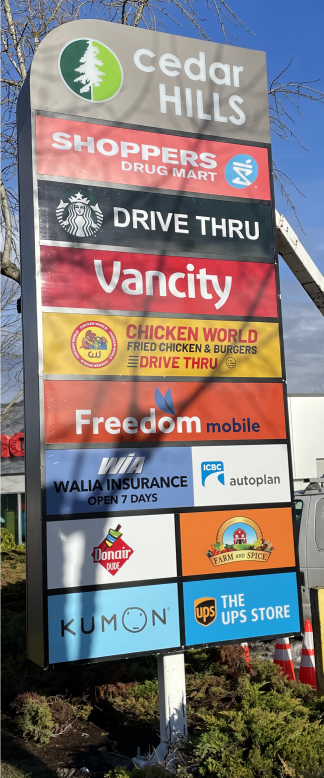 cedar
HILLS
SHOPPERS
DRUG MART
DRIVE THRU
Vancity
CHICKEN WORLD
FRIED CHICKEN & BURGERS
DRIVE THRU
CW
Freedom mobile
WIA
WALIA INSURANCE
OPEN 7 DAYS
ICBC
autoplan
Donair
DUDE
FARM AND SPICE
KUMON
ups
THE
UPS STORE